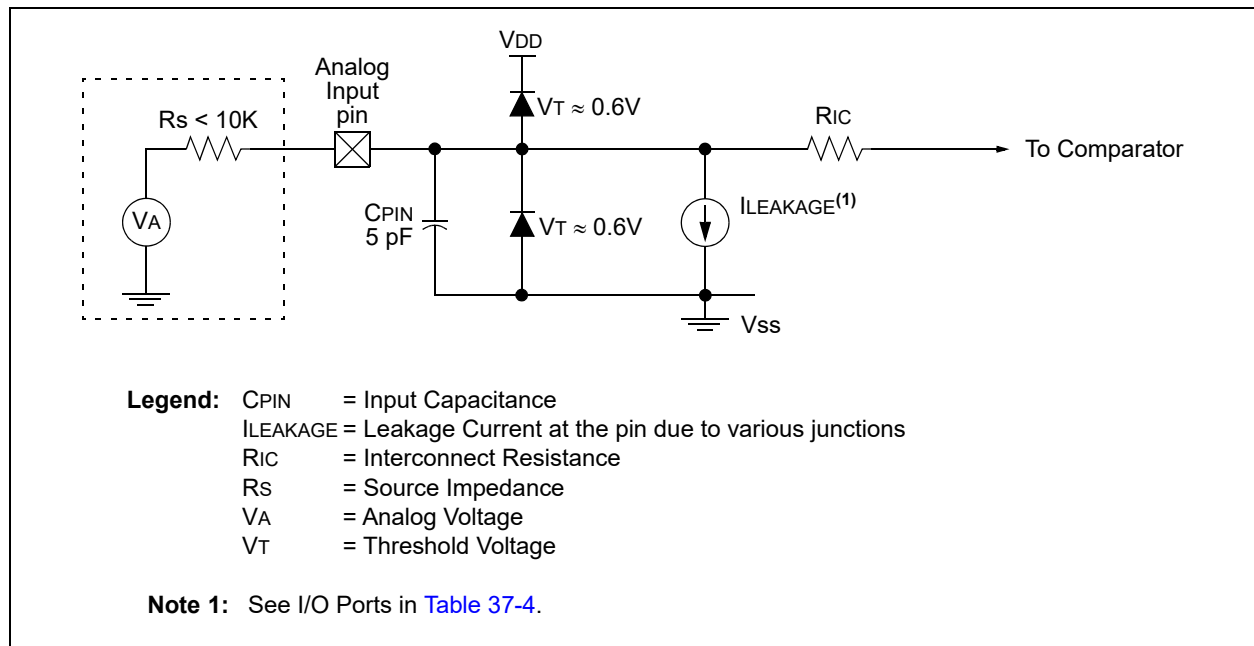 VDD
Analog
Input
pin
Rs < 10K
VT ≈ 0.6V
RIC
To Comparator
VA
CPIN
5 pF
VT ≈ 0.6V
ILEAKAGE(1)
Vss
Legend: CPIN = Input Capacitance
ILEAKAGE = Leakage Current at the pin due to various junctions
RIC = Interconnect Resistance
RS = Source Impedance
VA = Analog Voltage
VT = Threshold Voltage
Note 1: See I/O Ports in Table 37-4.